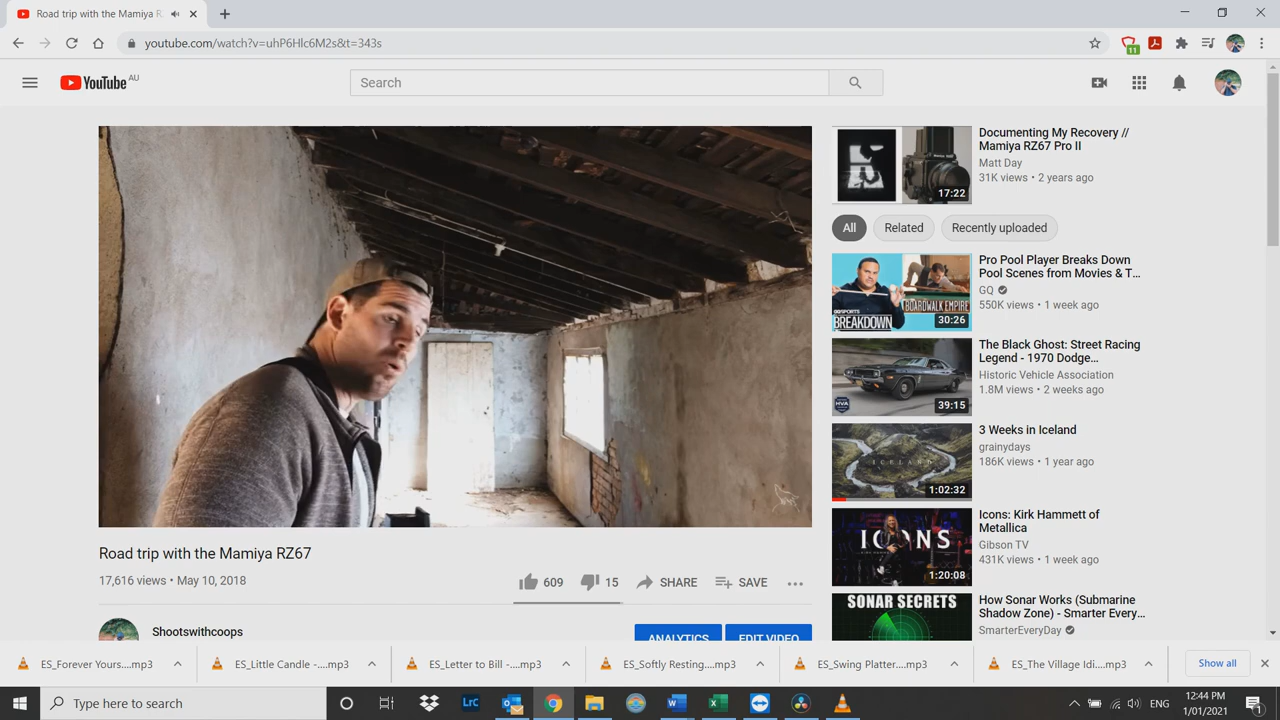 Road trip with the Mamiya R
youtube.com/watch?v=uhP6Hlc6M2s&t=343s
11
YouTube AU
Search
Documenting My Recovery //
Mamiya RZ67 Pro II
Matt Day
31K views • 2 years ago
17:22
All
Related
Recently uploaded
Pro Pool Player Breaks Down
Pool Scenes from Movies & T...
GQ
550K views • 1 week ago
GQSPORTS
BREAKDOWN
BOARDWALK EMPIRE
30:26
The Black Ghost: Street Racing
Legend - 1970 Dodge...
Historic Vehicle Association
1.8M views • 2 weeks ago
HVA
39:15
3 Weeks in Iceland
grainydays
186K views • 1 year ago
ICELAND
1:02:32
Icons: Kirk Hammett of
Metallica
Gibson TV
431K views • 1 week ago
ICONS
1:20:08
How Sonar Works (Submarine
Shadow Zone) - Smarter Every...
SmarterEveryDay
SONAR SECRETS
Road trip with the Mamiya RZ67
17,616 views • May 10, 2018
609
15
SHARE
SAVE
Shootswithcoops
ANALYTICS
EDIT VIDEO
ES_Forever Yours....mp3
ES_Little Candle -....mp3
ES_Letter to Bill -....mp3
ES_Softly Resting....mp3
ES_Swing Platter....mp3
ES_The Village Idi....mp3
Show all
Type here to search
LrC
ENG
12:44 PM
1/01/2021
1